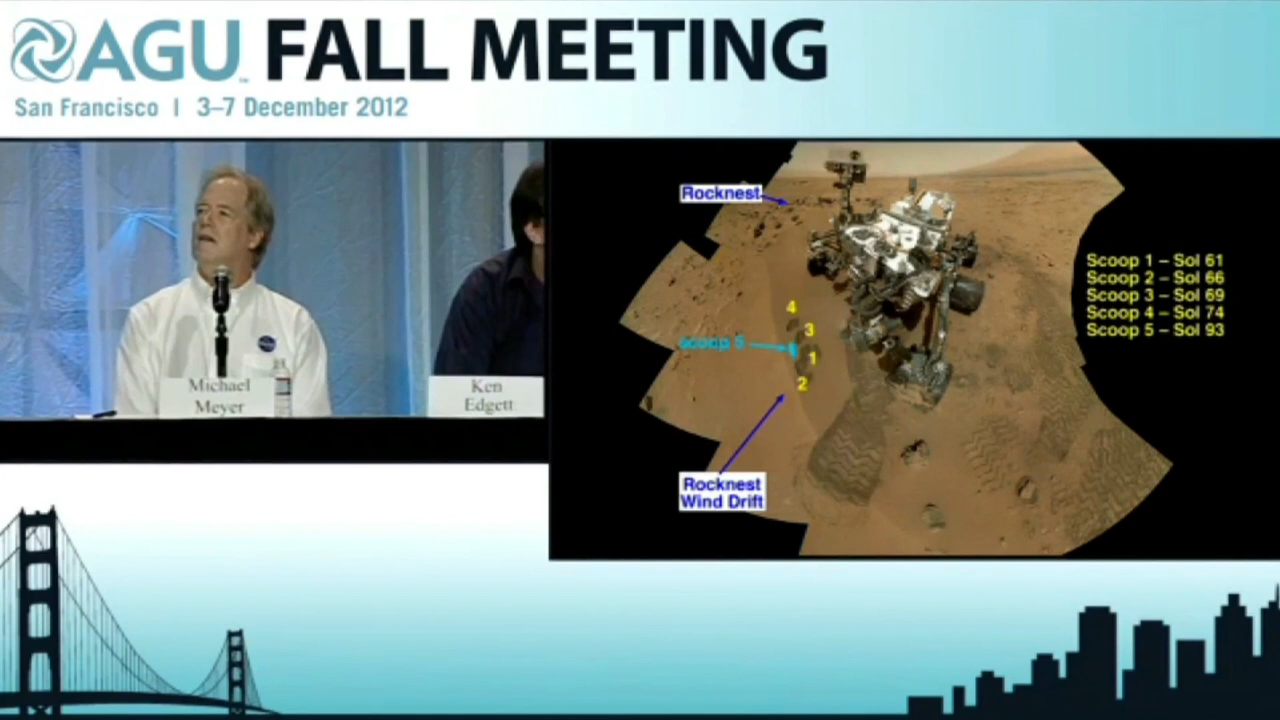 AGU FALL MEETING
San Francisco | 3–7 December 2012
Michael
Meyer
Ken
Edgett
Rocknest
4
3
scoop 5
1
2
Rocknest
Wind Drift
Scoop 1 – Sol 61
Scoop 2 – Sol 66
Scoop 3 – Sol 69
Scoop 4 – Sol 74
Scoop 5 – Sol 93